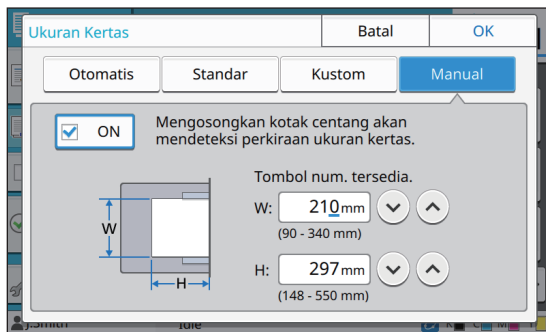 Ukuran Kertas
Batal
OK
Otomatis
Standar
Kustom
Manual
ON
Mengosongkan kotak centang akan
mendeteksi perkiraan ukuran kertas.
Tombol num. tersedia.
W: 210mm
(90 - 340 mm)
H: 297mm
(148 - 550 mm)
W
H
J.Smith
Idle